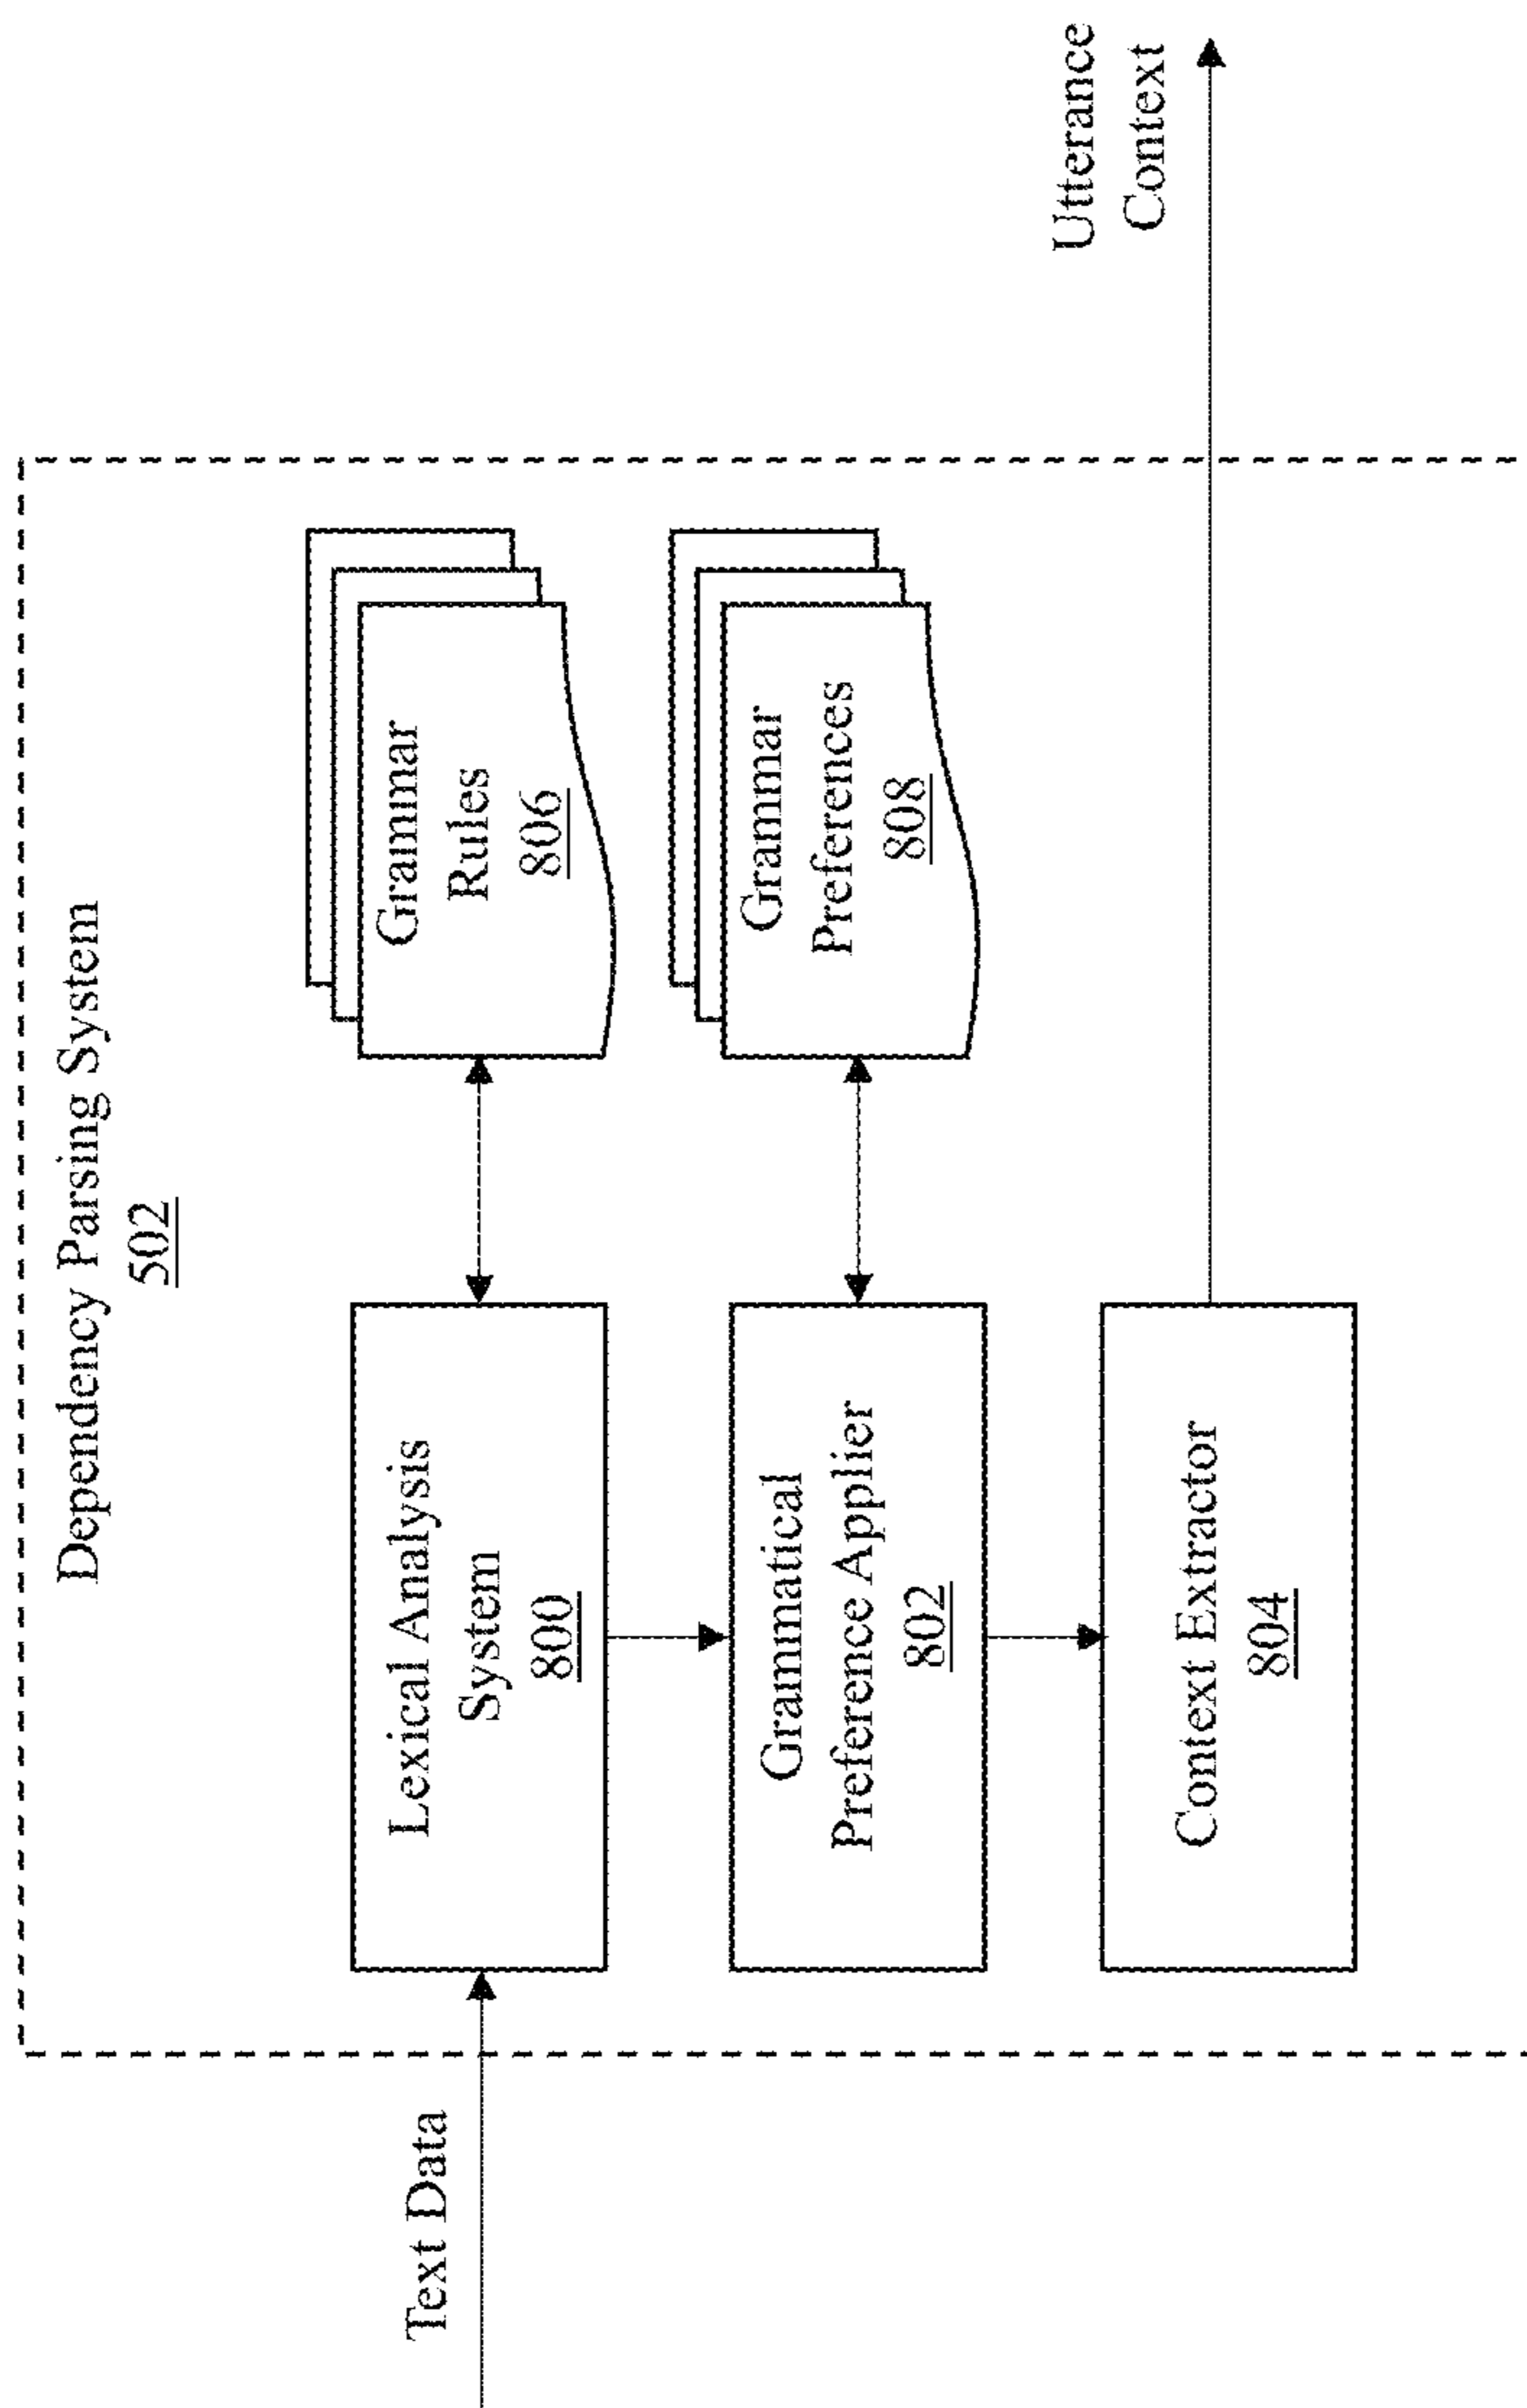 Dependency Parsing System
502
Text Data
Lexical Analysis
System
800
Grammar
Rules
806
Grammatical
Preference Applier
802
Grammar
Preferences
808
Context Extractor
804
Utterance
Context